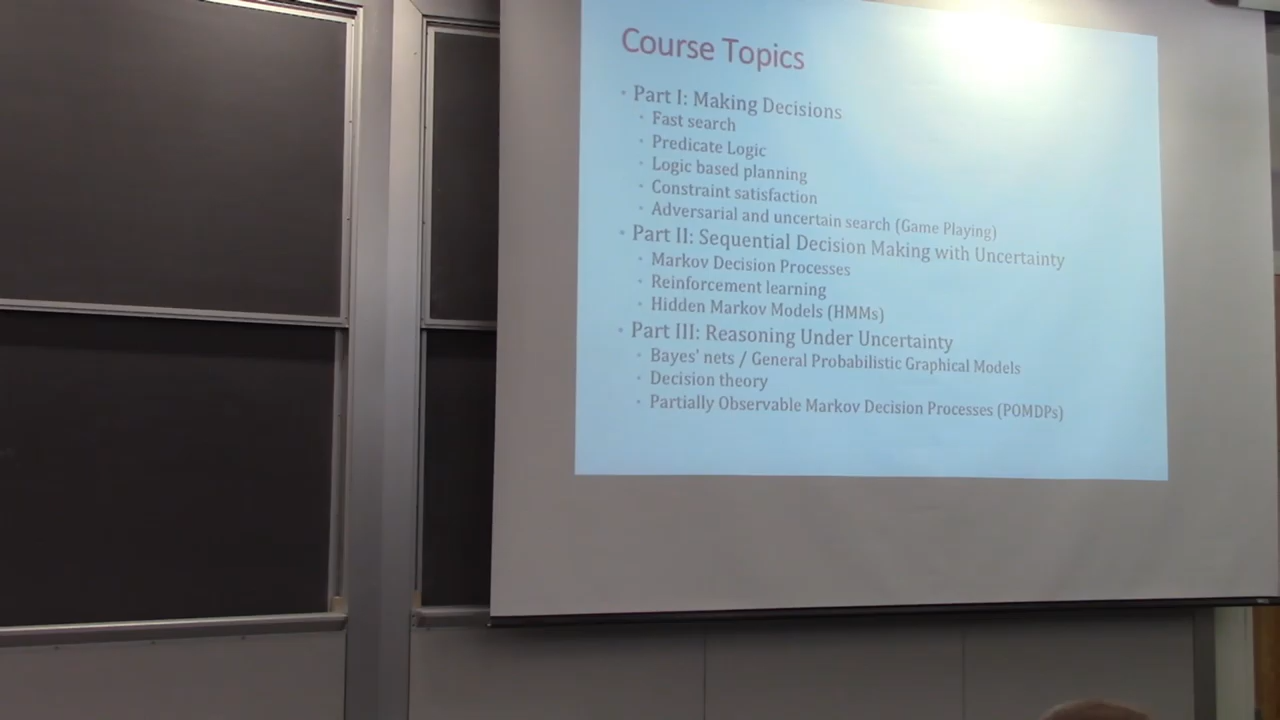 Course Topics
• Part I: Making Decisions
• Fast search
• Predicate Logic
• Logic based planning
• Constraint satisfaction
• Adversarial and uncertain search (Game Playing)
• Part II: Sequential Decision Making with Uncertainty
• Markov Decision Processes
• Reinforcement learning
• Hidden Markov Models (HMMs)
• Part III: Reasoning Under Uncertainty
• Bayes' nets / General Probabilistic Graphical Models
• Decision theory
• Partially Observable Markov Decision Processes (POMDPs)